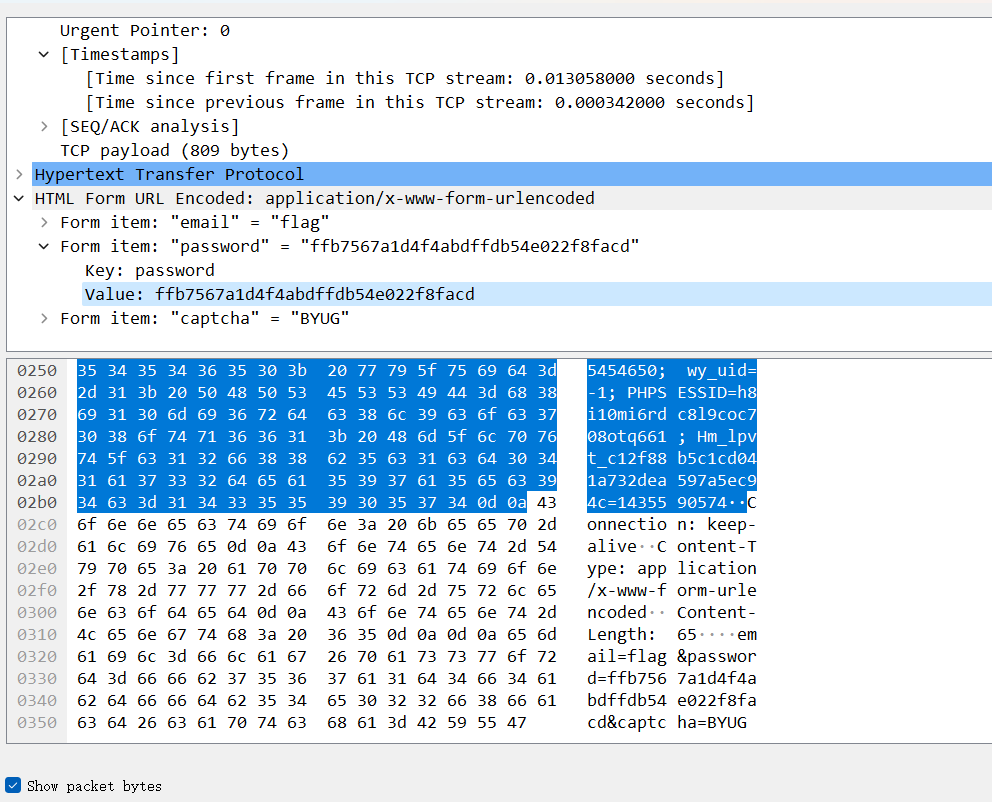 Urgent Pointer: 0
[Timestamps]
[Time since first frame in this TCP stream: 0.013058000 seconds]
[Time since previous frame in this TCP stream: 0.000342000 seconds]
[SEQ/ACK analysis]
TCP payload (809 bytes)
Hypertext Transfer Protocol
HTML Form URL Encoded: application/x-www-form-urlencoded
Form item: "email" = "flag"
Form item: "password" = "ffb7567a1d4f4abdffdb54e022f8facd"
Key: password
Value: ffb7567a1d4f4abdffdb54e022f8facd
Form item: "captcha" = "BYUG"
0250 35 34 35 34 36 35 30 3b 20 77 79 5f 75 69 64 3d 5454650; wy_uid=
0260 2d 31 3b 20 50 48 50 53 45 53 53 49 44 3d 68 38 -1; PHPS ESSID=h8
0270 69 31 30 6d 69 36 72 64 63 38 6c 39 63 6f 63 37 i10mi6rd c8l9coc7
0280 30 38 6f 74 71 36 36 31 3b 20 48 6d 5f 6c 70 76 08otq661 ; Hm_lpv
0290 74 5f 63 31 32 66 38 38 62 35 63 31 63 64 30 34 t_c12f88 b5c1cd04
02a0 31 61 37 33 32 64 65 61 35 39 37 61 35 65 63 39 1a732dea 597a5ec9
02b0 34 63 3d 31 34 33 35 35 39 30 35 37 34 0d 0a 43 4c=14355 90574··C
02c0 6f 6e 6e 65 63 74 69 6f 6e 3a 20 6b 65 65 70 2d onnectio n: keep-
02d0 61 6c 69 76 65 0d 0a 43 6f 6e 74 65 6e 74 2d 54 alive··C ontent-T
02e0 79 70 65 3a 20 61 70 70 6c 69 63 61 74 69 6f 6e ype: app lication
02f0 2f 78 2d 77 77 77 2d 66 6f 72 6d 2d 75 72 6c 65 /x-www-f orm-urle
0300 6e 63 6f 64 65 64 0d 0a 43 6f 6e 74 65 6e 74 2d ncoded·· Content-
0310 4c 65 6e 67 74 68 3a 20 36 35 0d 0a 0d 0a 65 6d Length: 65····em
0320 61 69 6c 3d 66 6c 61 67 26 70 61 73 73 77 6f 72 ail=flag &passwor
0330 64 3d 66 66 62 37 35 36 37 61 31 64 34 66 34 61 d=ffb756 7a1d4f4a
0340 62 64 66 66 64 62 35 34 65 30 32 32 66 38 66 61 bdffdb54 e022f8fa
0350 63 64 26 63 61 70 74 63 68 61 3d 42 59 55 47 cd&captc ha=BYUG
Show packet bytes